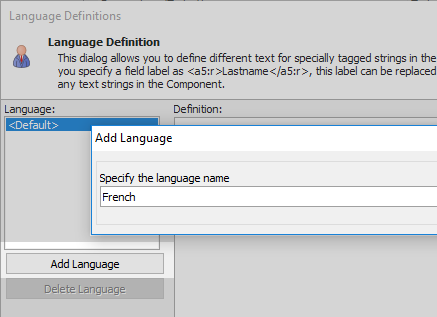 Language Definitions
Language Definition
This dialog allows you to define different text for specially tagged strings in the
you specify a field label as <a5:r>Lastname</a5:r>, this label can be replaced
any text strings in the Component.
Language:
Definition:
<Default>
Add Language
Specify the language name
French
Add Language
Delete Language